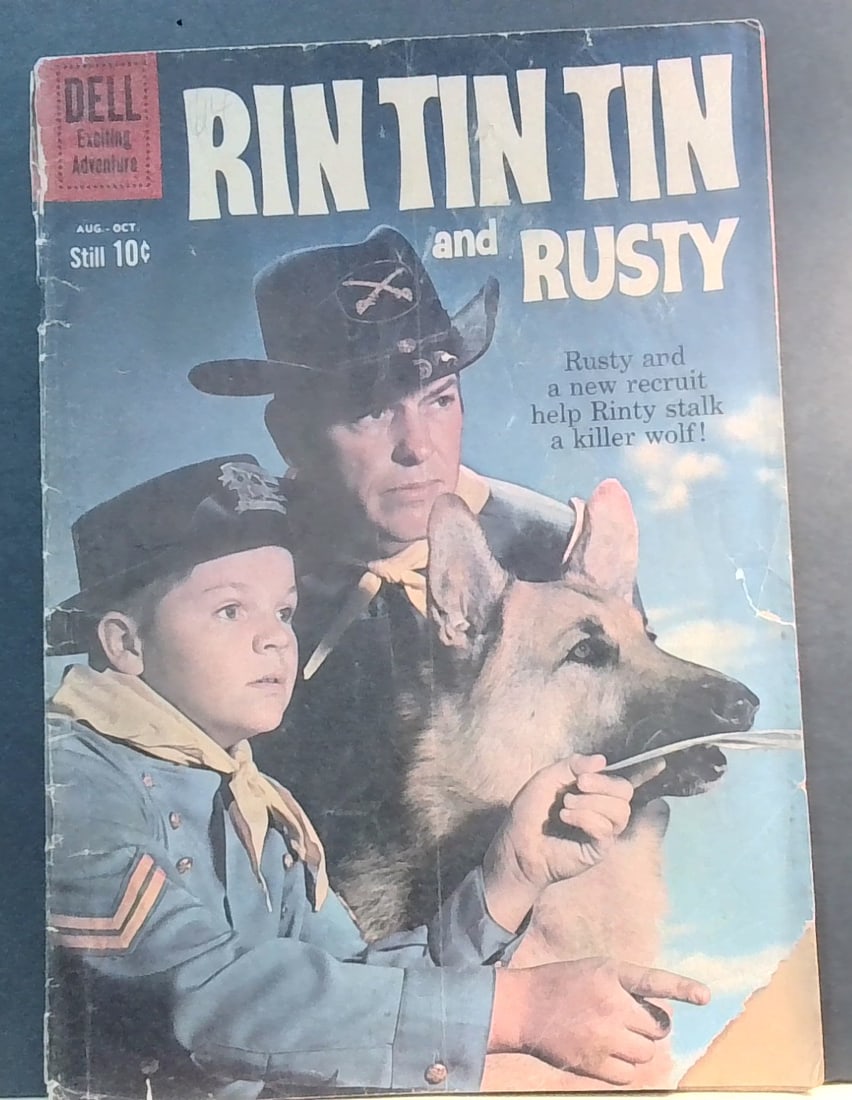 DELL
Exciting
Adventure
AUG.-OCT.
Still 10¢
RIN TIN TIN
and RUSTY
Rusty and
a new recruit
help Rinty stalk
a killer wolf!